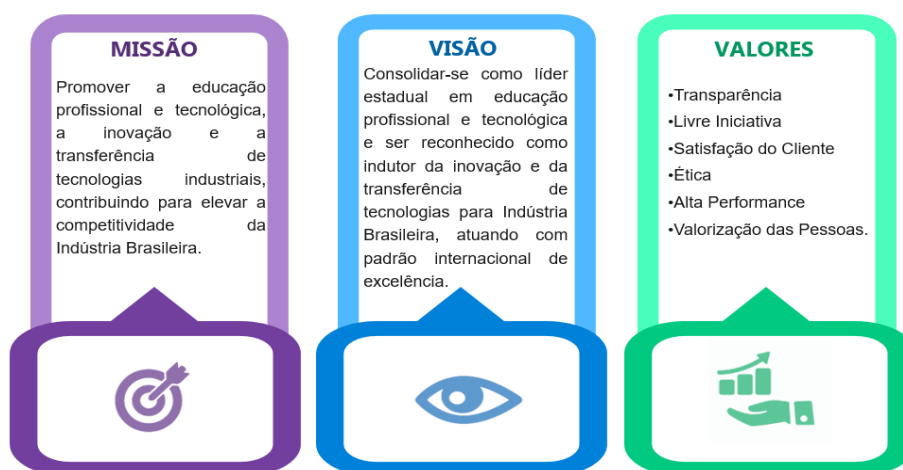 MISSÃO
Promover a educação
profissional e tecnológica,
a inovação e a
transferência de
tecnologias industriais,
contribuindo para elevar a
competitividade da
Indústria Brasileira.
VISÃO
Consolidar-se como líder
estadual em educação
profissional e tecnológica
e ser reconhecido como
indutor da inovação e da
transferência de
tecnologias para Indústria
Brasileira, atuando com
padrão internacional de
excelência.
VALORES
•Transparência
•Livre Iniciativa
•Satisfação do Cliente
•Ética
•Alta Performance
•Valorização das Pessoas.